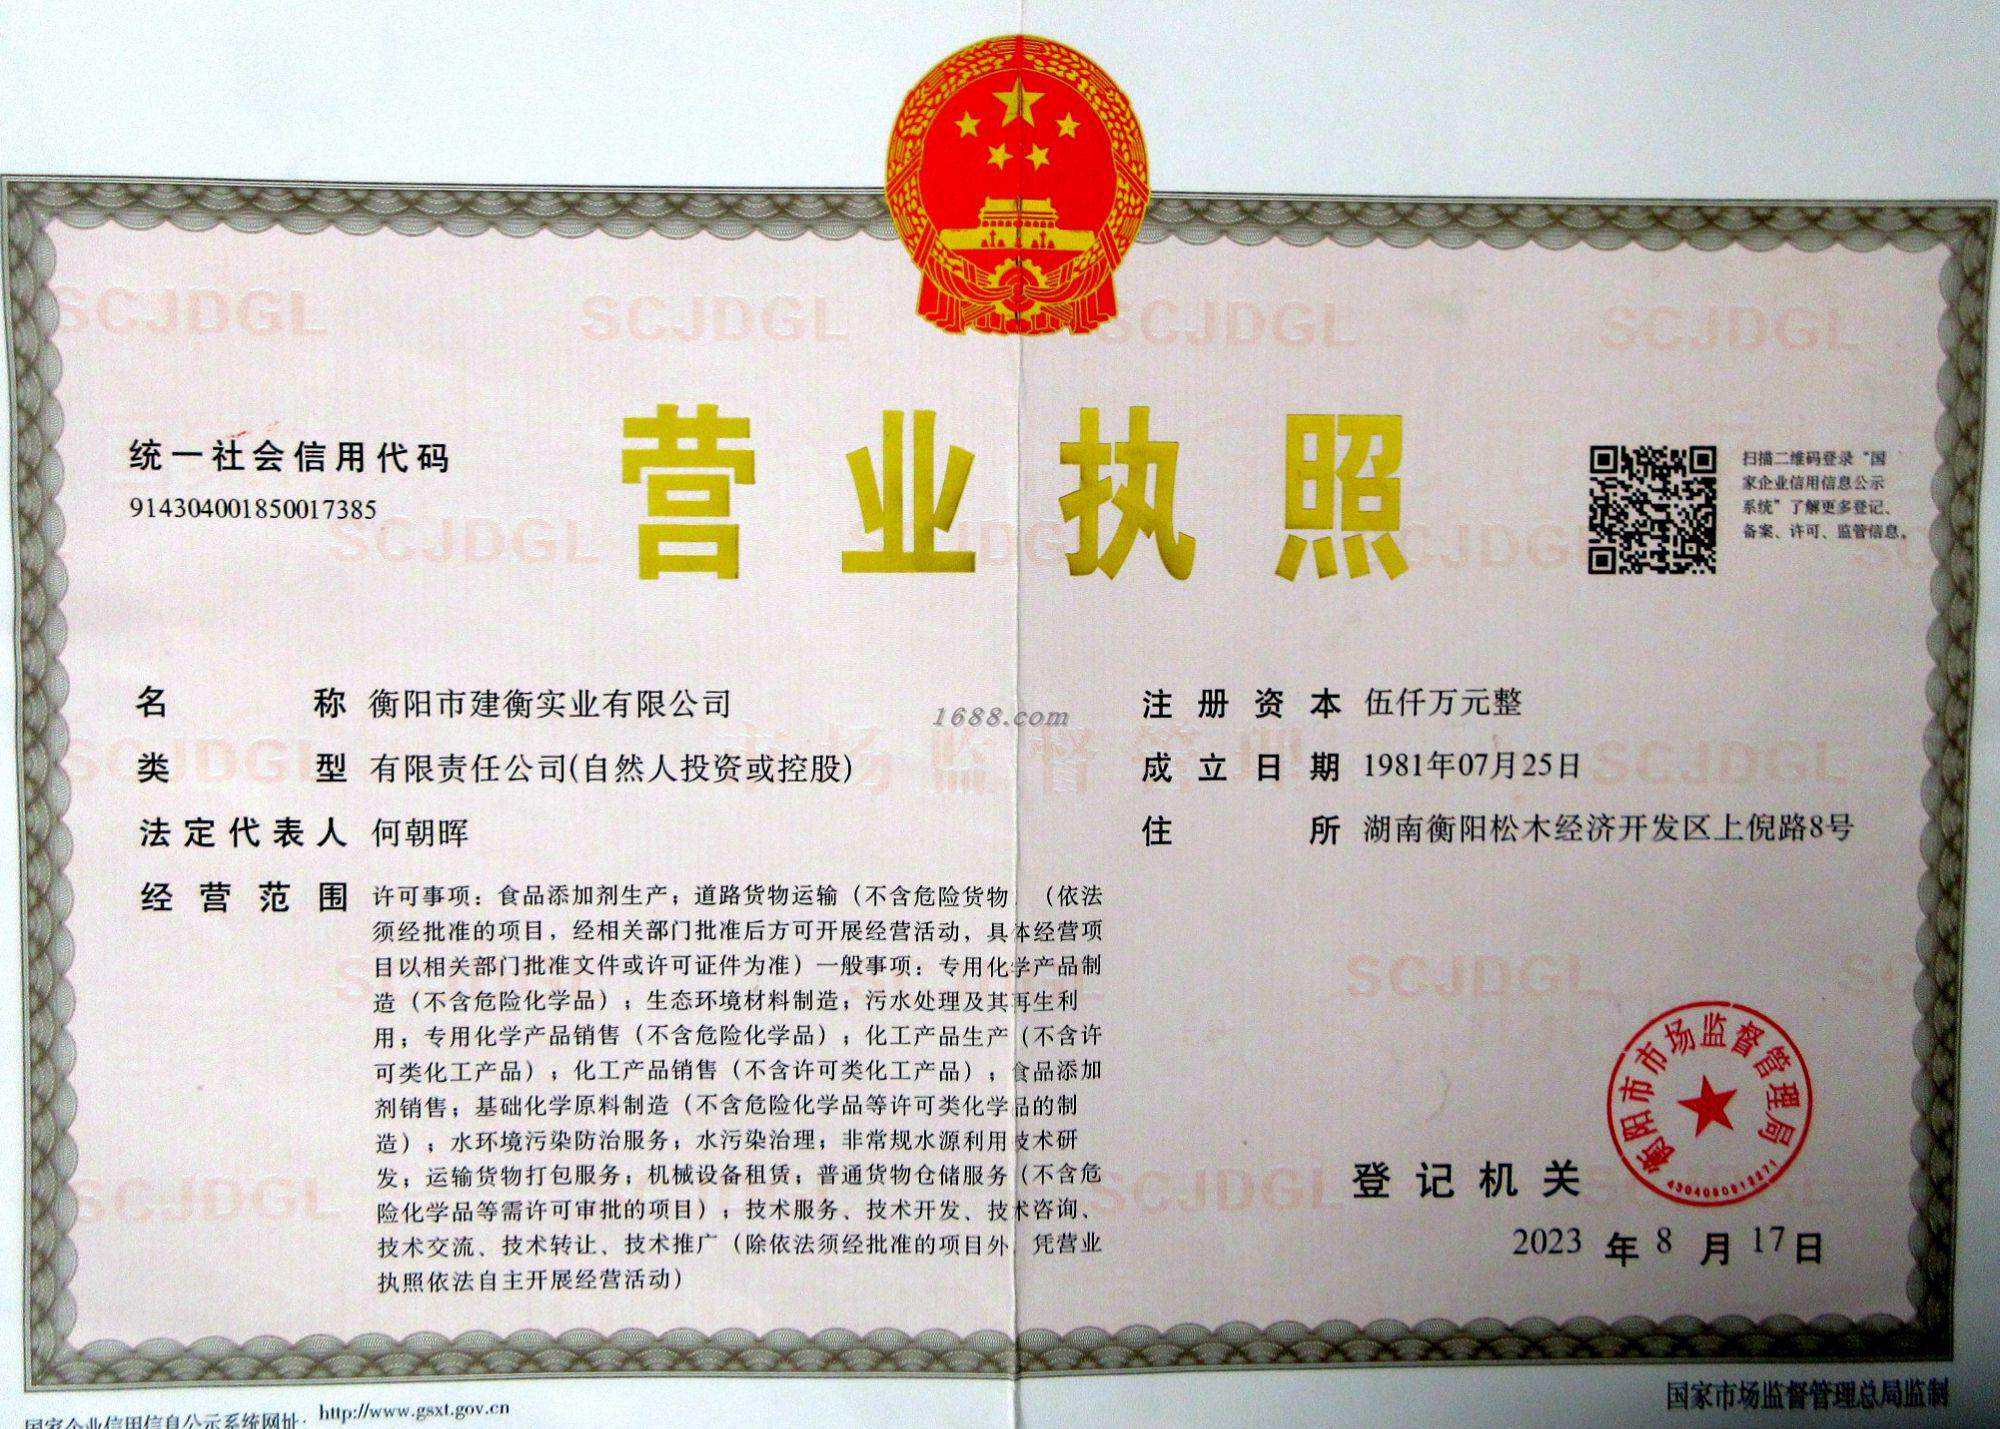 统一社会信用代码
914304001850017385
营业执照
扫描二维码登录“国
家企业信用信息公示
系统”了解更多登记、
备案、许可、监管信息。
名 称 衡阳市建衡实业有限公司
类 型 有限责任公司(自然人投资或控股)
法定代表人 何朝晖
经营范围 许可事项：食品添加剂生产；道路货物运输（不含危险货物）（依法
须经批准的项目，经相关部门批准后方可开展经营活动，具体经营项
目以相关部门批准文件或许可证件为准）一般事项：专用化学产品制
造（不含危险化学品）；生态环境材料制造；污水处理及其再生利
用；专用化学产品销售（不含危险化学品）；化工产品生产（不含许
可类化工产品）；化工产品销售（不含许可类化工产品）；食品添加
剂销售；基础化学原料制造（不含危险化学品等许可类化学品的制
造）；水环境污染防治服务；水污染治理；非常规水源利用技术研
发；运输货物打包服务；机械设备租赁；普通货物仓储服务（不含危
险化学品等需许可审批的项目）；技术服务、技术开发、技术咨询、
技术交流、技术转让、技术推广（除依法须经批准的项目外，凭营业
执照依法自主开展经营活动）
注册资本 伍仟万元整
成立日期 1981年07月25日
住 所 湖南衡阳松木经济开发区上倪路8号
1688.com
衡阳市市场监督管理局
登记机关
2023 年 8 月 17 日
国家企业信用信息公示系统网址：http://www.gsxt.gov.cn
国家市场监督管理总局监制
SCJDGL